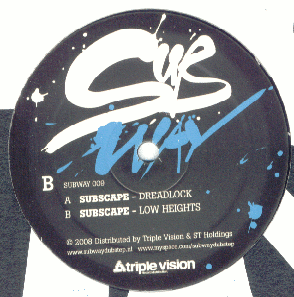 SUB
WAY
B SUBWAY 009
A SUBSCAPE - DREADLOCK
B SUBSCAPE - LOW HEIGHTS
© 2008 Distributed by Triple Vision & ST Holdings
www.subwaydubstep.nl www.myspace.com/subwaydubstep
triple vision